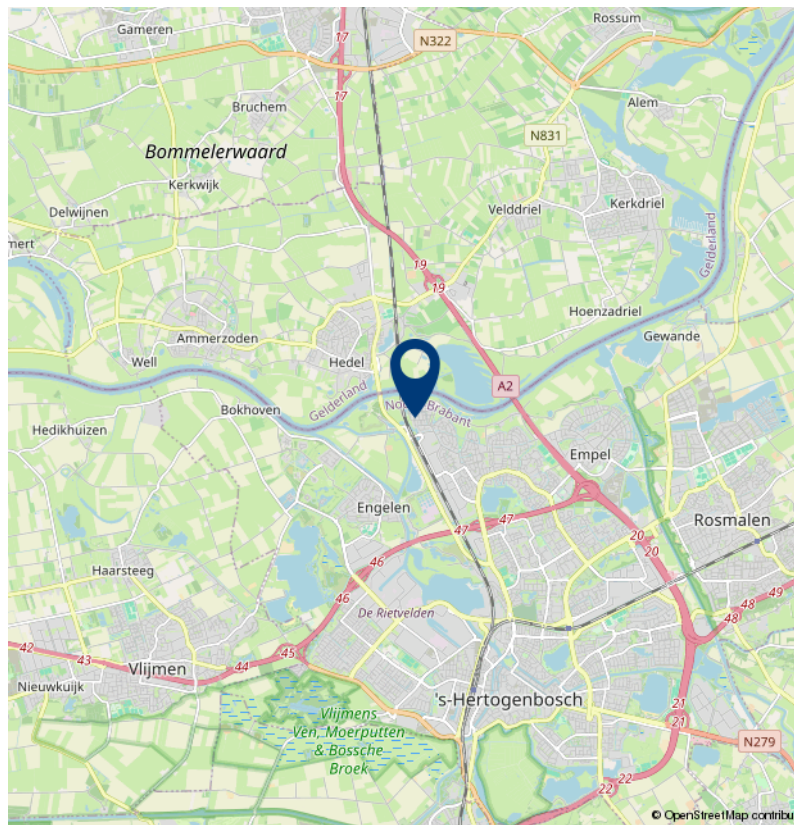 Rossum
Gameren
17
N322
17
Bruchem
Alem
N831
Bommelerwaard
Kerkwijk
Kerkdriel
Delwijnen
Velddriel
Gelderland
mert
19
19
Hoenzadriel
Ammerzoden
Gewande
Well
Hedel
A2
Gelderland
Brabant
Bokhoven
Hedikhuizen
Empel
Engelen
47
47
Rosmalen
20
20
46
Haarsteeg
46
49
48
De Rietvelden
48
42
45
43
44
Vlijmen
Nieuwkuijk
's-Hertogenbosch
21
21
Vlijmens
Ven, Moerputten
& Bossche
Broek
N279
22
22
© OpenStreetMap contribu